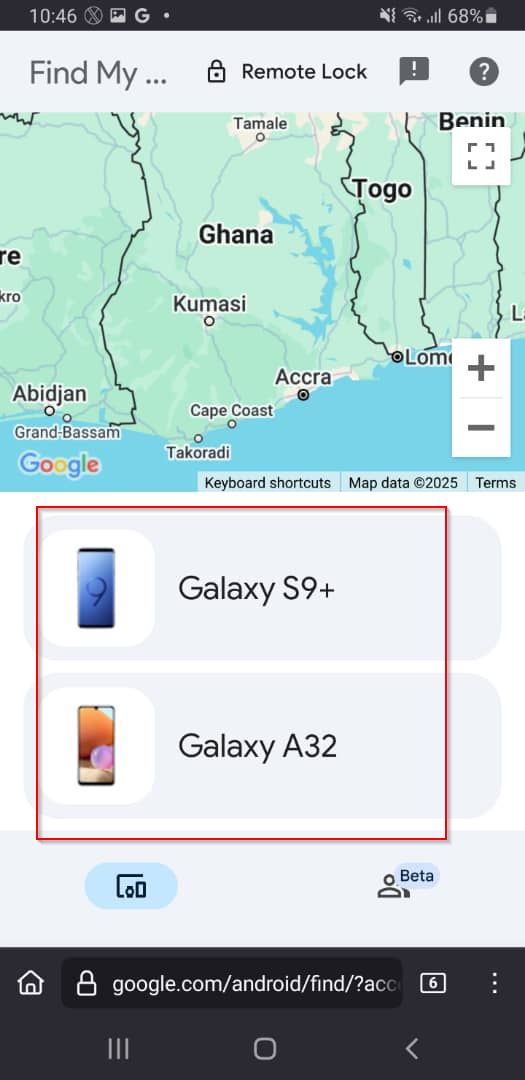 10:46 G 68%
Find My ... Remote Lock
Tamale
Benin
Togo
Ghana
re
kro
Kumasi
L
Accra
Lome
Abidjan
Cape Coast
Grand-Bassam
Takoradi
Google
Keyboard shortcuts Map data ©2025 Terms
9
Galaxy S9+
Galaxy A32
Beta
google.com/android/find/?acc
6